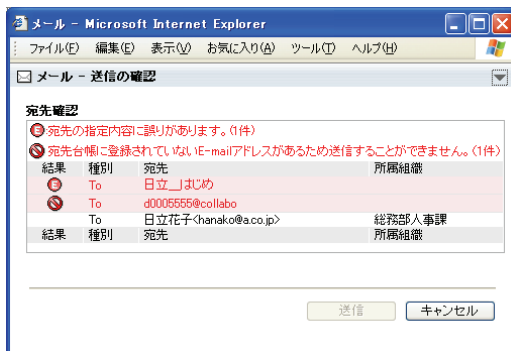 メール - Microsoft Internet Explorer
ファイル(F) 編集(E) 表示(V) お気に入り(A) ツール(T) ヘルプ(H)
メール - 送信の確認
宛先確認
E:宛先の指定内容に誤りがあります。(1件)
宛先台帳に登録されていないE-mailアドレスがあるため送信することができません。(1件)
結果 種別 宛先 所属組織
E To 日立__はじめ
To d0005555@collabo
To 日立花子<hanako@a.co.jp> 総務部人事課
結果 種別 宛先 所属組織
送信 キャンセル